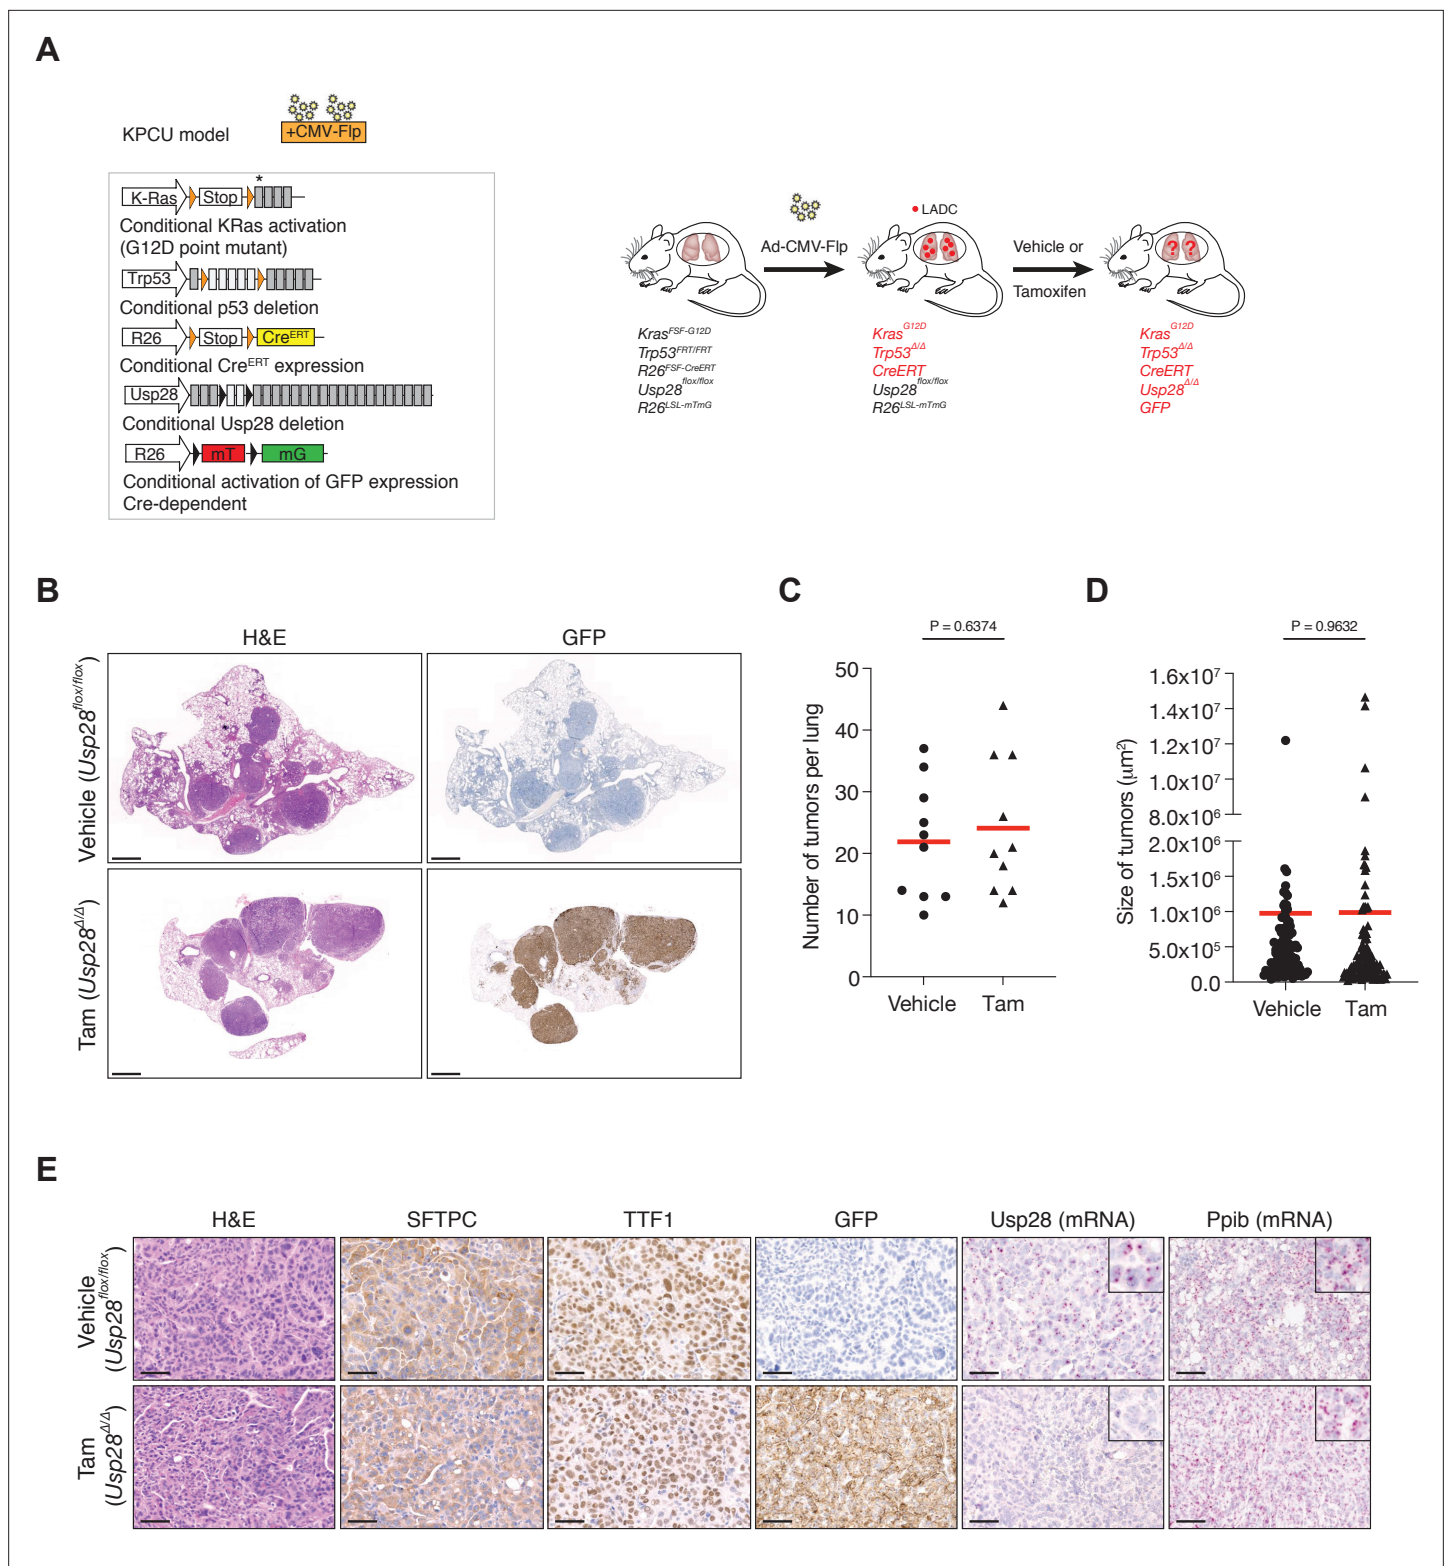 A
KPCU model
+CMV-Flp
K-Ras
Stop
*
Conditional KRas activation
(G12D point mutant)
Trp53
Conditional p53 deletion
R26
Stop
CreERT
Conditional CreERT expression
Usp28
Conditional Usp28 deletion
R26
mT
mG
Conditional activation of GFP expression
Cre-dependent
Ad-CMV-Flp
LADC
Vehicle or
Tamoxifen
? ?
KrasFSF-G12D
Trp53FRT/FRT
R26FSF-CreERT
Usp28flox/flox
R26LSL-mTmG
KrasG12D
Trp53Δ/Δ
CreERT
Usp28flox/flox
R26LSL-mTmG
KrasG12D
Trp53Δ/Δ
CreERT
Usp28Δ/Δ
GFP
B
H&E
GFP
Vehicle (Usp28flox/flox)
Tam (Usp28Δ/Δ)
C
P = 0.6374
Number of tumors per lung
50
40
30
20
10
0
Vehicle
Tam
D
P = 0.9632
Size of tumors (μm²)
1.6x10⁷
1.4x10⁷
1.2x10⁷
1.0x10⁷
8.0x10⁶
2.0x10⁶
1.5x10⁶
1.0x10⁶
5.0x10⁵
0.0
Vehicle
Tam
E
H&E
SFTPC
TTF1
GFP
Usp28 (mRNA)
Ppib (mRNA)
Vehicle
(Usp28flox/flox)
Tam
(Usp28Δ/Δ)